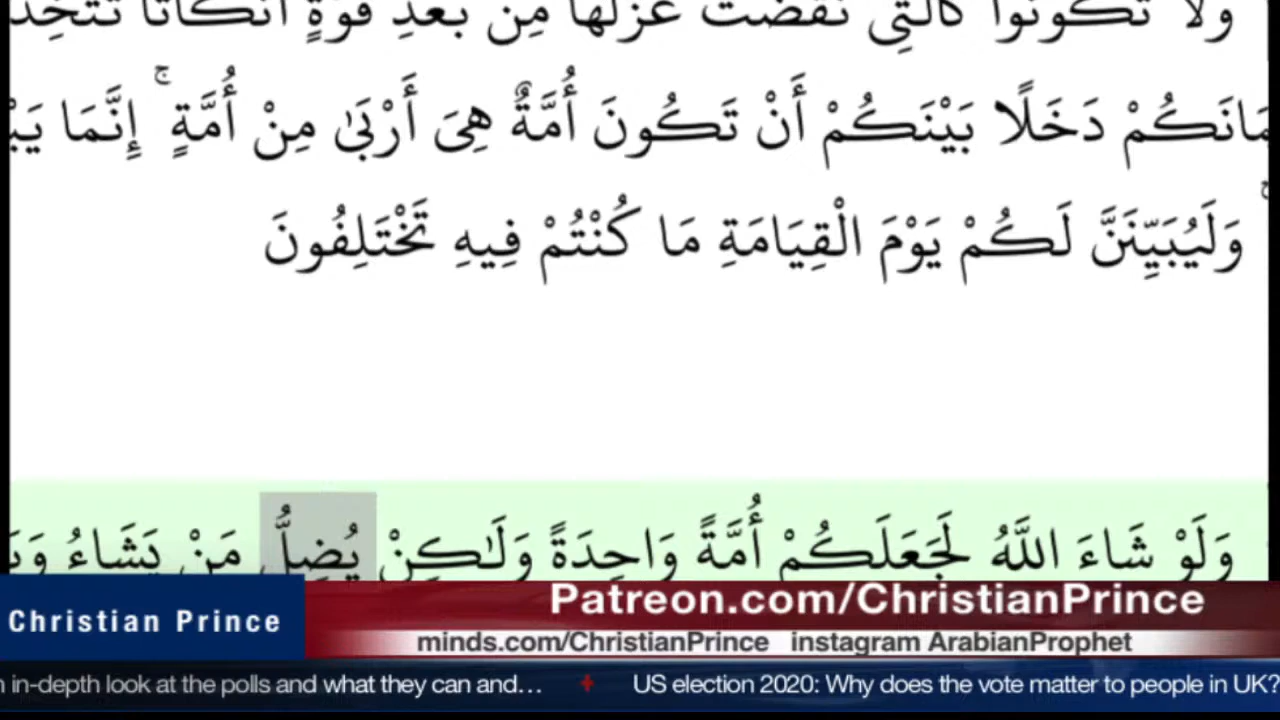 وَلَا تَكُونُوا كَالَّتِي نَقَضَتْ غَزْلَهَا مِنْ بَعْدِ قُوَّةٍ أَنْكَاثًا
دَخَلًا بَيْنَكُمْ أَنْ تَكُونَ أُمَّةٌ هِيَ أَرْبَىٰ مِنْ أُمَّةٍ ۚ إِنَّمَا
وَلَيُبَيِّنَنَّ لَكُمْ يَوْمَ الْقِيَامَةِ مَا كُنْتُمْ فِيهِ تَخْتَلِفُونَ
وَلَوْ شَاءَ اللَّهُ لَجَعَلَكُمْ أُمَّةً وَاحِدَةً وَلَٰكِنْ يُضِلُّ مَنْ يَشَاءُ
Patreon.com/ChristianPrince
Christian Prince
minds.com/ChristianPrince instagram ArabianProphet
in-depth look at the polls and what they can and… US election 2020: Why does the vote matter to people in UK?